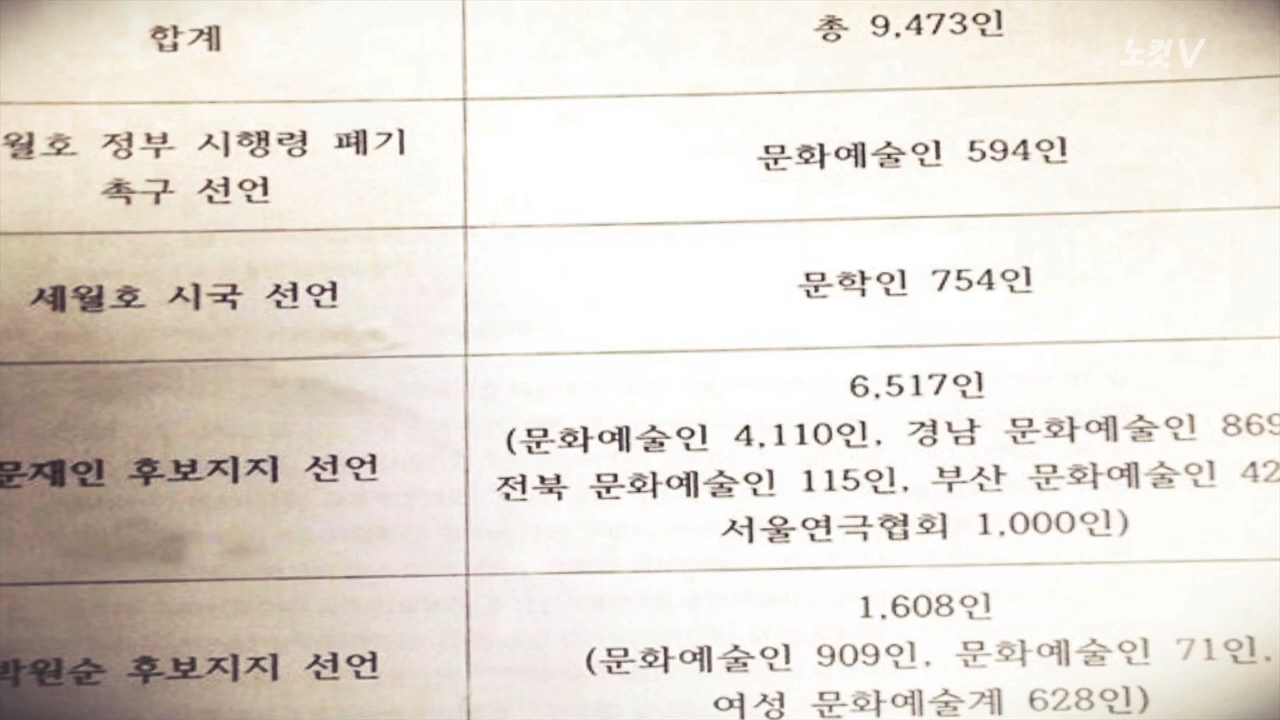 합계
총 9,473인
노컷V
월호 정부 시행령 폐기
촉구 선언
문화예술인 594인
세월호 시국 선언
문학인 754인
문재인 후보지지 선언
6,517인
(문화예술인 4,110인, 경남 문화예술인 869
전북 문화예술인 115인, 부산 문화예술인 42
서울연극협회 1,000인)
박원순 후보지지 선언
1,608인
(문화예술인 909인, 문화예술인 71인,
여성 문화예술계 628인)